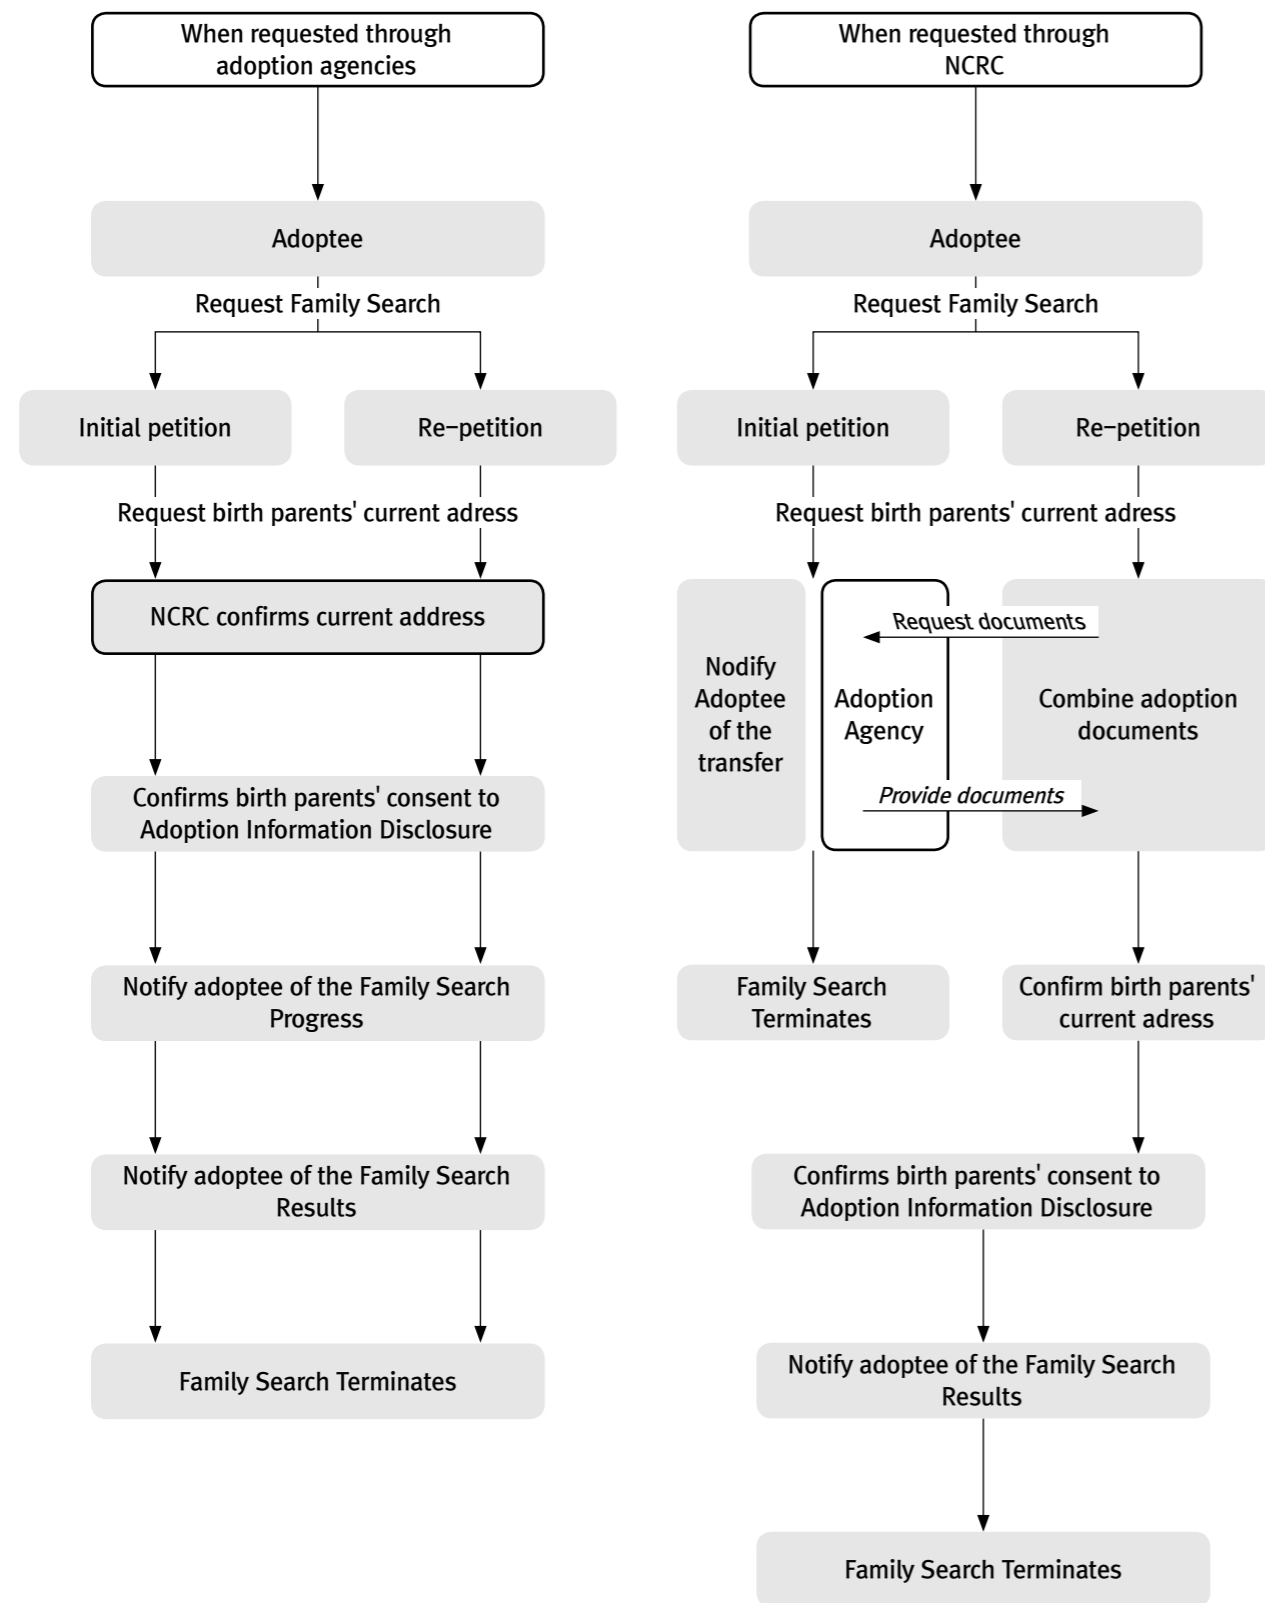 When requested through
adoption agencies
Adoptee
Request Family Search
Initial petition
Re-petition
Request birth parents' current adress
NCRC confirms current address
Confirms birth parents' consent to
Adoption Information Disclosure
Notify adoptee of the Family Search
Progress
Notify adoptee of the Family Search
Results
Family Search Terminates
When requested through
NCRC
Adoptee
Request Family Search
Initial petition
Re-petition
Request birth parents' current adress
Nodify
Adoptee
of the
transfer
Adoption
Agency
Request documents
Combine adoption
documents
Provide documents
Family Search
Terminates
Confirm birth parents'
current adress
Confirms birth parents' consent to
Adoption Information Disclosure
Notify adoptee of the Family Search
Results
Family Search Terminates